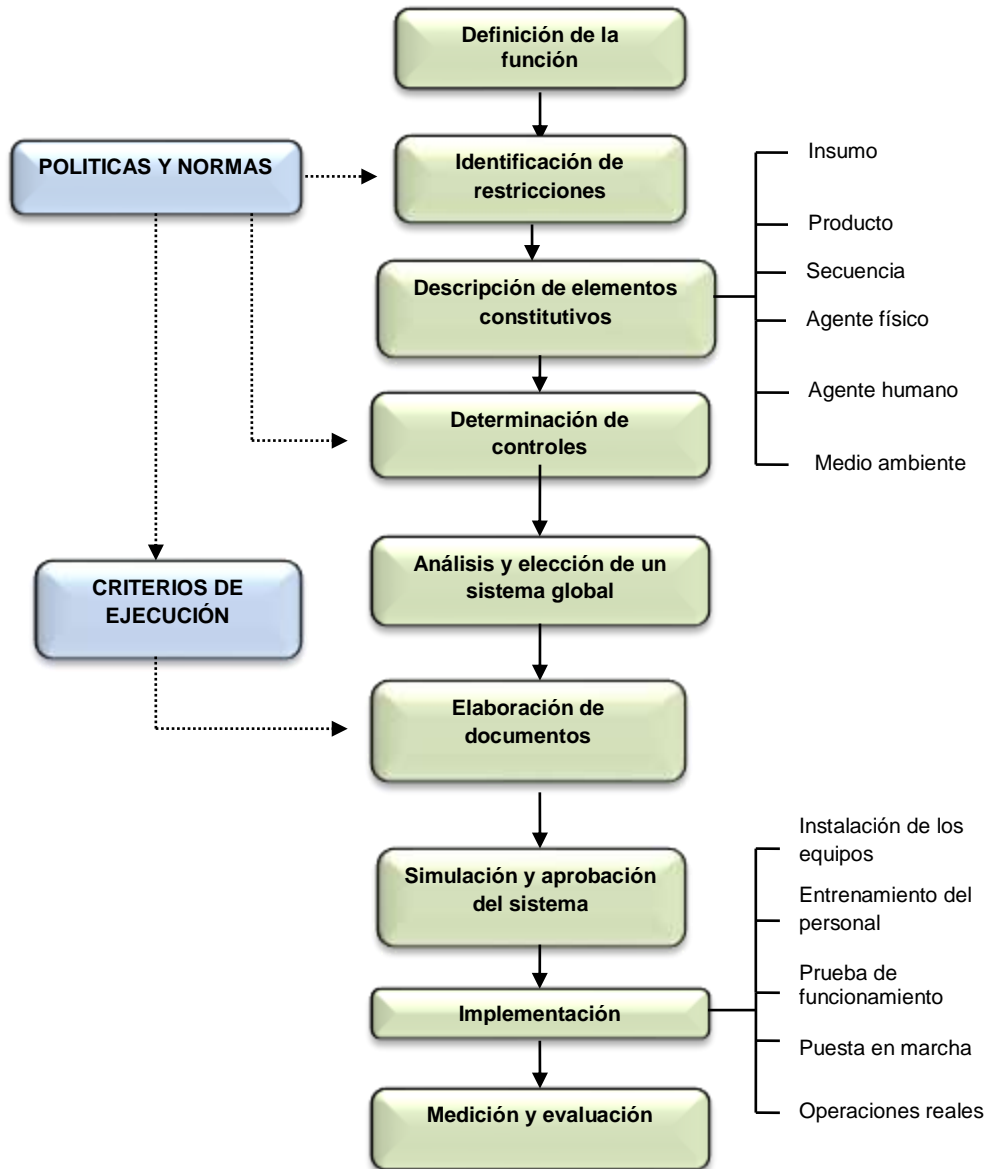 Definición de la
función
POLITICAS Y NORMAS
Identificación de
restricciones
Insumo
Producto
Secuencia
Agente físico
Agente humano
Medio ambiente
Descripción de elementos
constitutivos
Determinación de
controles
Análisis y elección de un
sistema global
CRITERIOS DE
EJECUCIÓN
Elaboración de
documentos
Simulación y aprobación
del sistema
Implementación
Instalación de los
equipos
Entrenamiento del
personal
Prueba de
funcionamiento
Puesta en marcha
Operaciones reales
Medición y evaluación